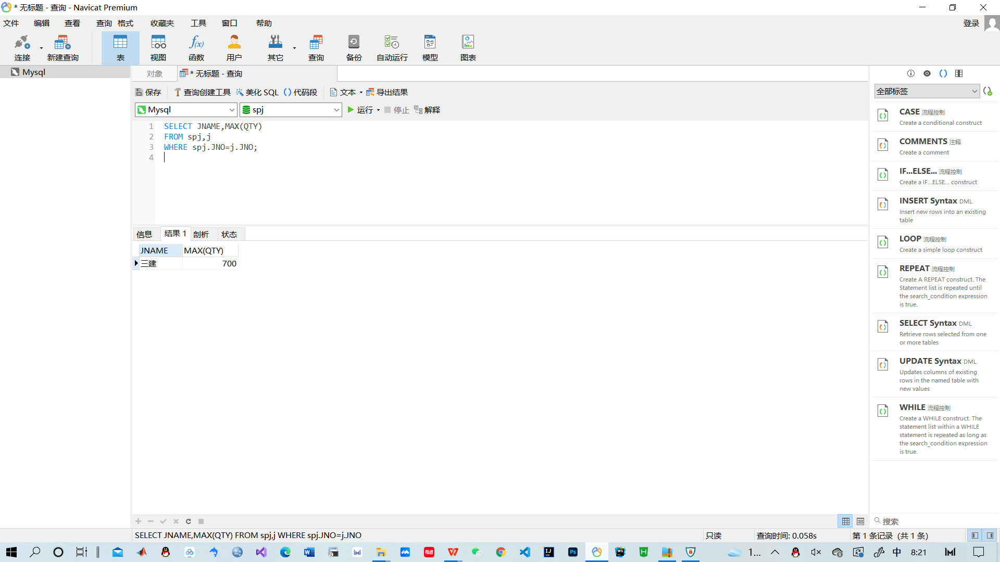 * 无标题 - 查询 - Navicat Premium
文件 编辑 查看 查询 格式 收藏夹 工具 窗口 帮助 登录
连接 新建查询 表 视图 函数 用户 其它 查询 备份 自动运行 模型 图表
Mysql
对象 * 无标题 - 查询
保存 查询创建工具 美化 SQL 代码段 文本 导出结果
Mysql spj 运行 停止 解释
1 SELECT JNAME,MAX(QTY)
2 FROM spj,j
3 WHERE spj.JNO=j.JNO;
4
信息 结果 1 剖析 状态
JNAME MAX(QTY)
三建 700
全部标签
CASE 流程控制
Create a conditional construct
COMMENTS 注释
Create a comment
IF...ELSE... 流程控制
Create a IF...ELSE... construct
INSERT Syntax DML
Insert new rows into an existing
table
LOOP 流程控制
Create a simple loop construct
REPEAT 流程控制
Create A REPEAT construct. The
Statement list is repeated until
the search_condition expression
is true.
SELECT Syntax DML
Retrieve rows selected from one
or more tables
UPDATE Syntax DML
Updates columns of existing
rows in the named table with
new values
WHILE 流程控制
Create a WHILE construct. The
statement list within a WHILE
statement is repeated as long as
the search_condition expression
is true.
搜索
SELECT JNAME,MAX(QTY) FROM spj,j WHERE spj.JNO=j.JNO 只读 查询时间: 0.058s 第 1 条记录 (共 1 条)
1... 中 8:21